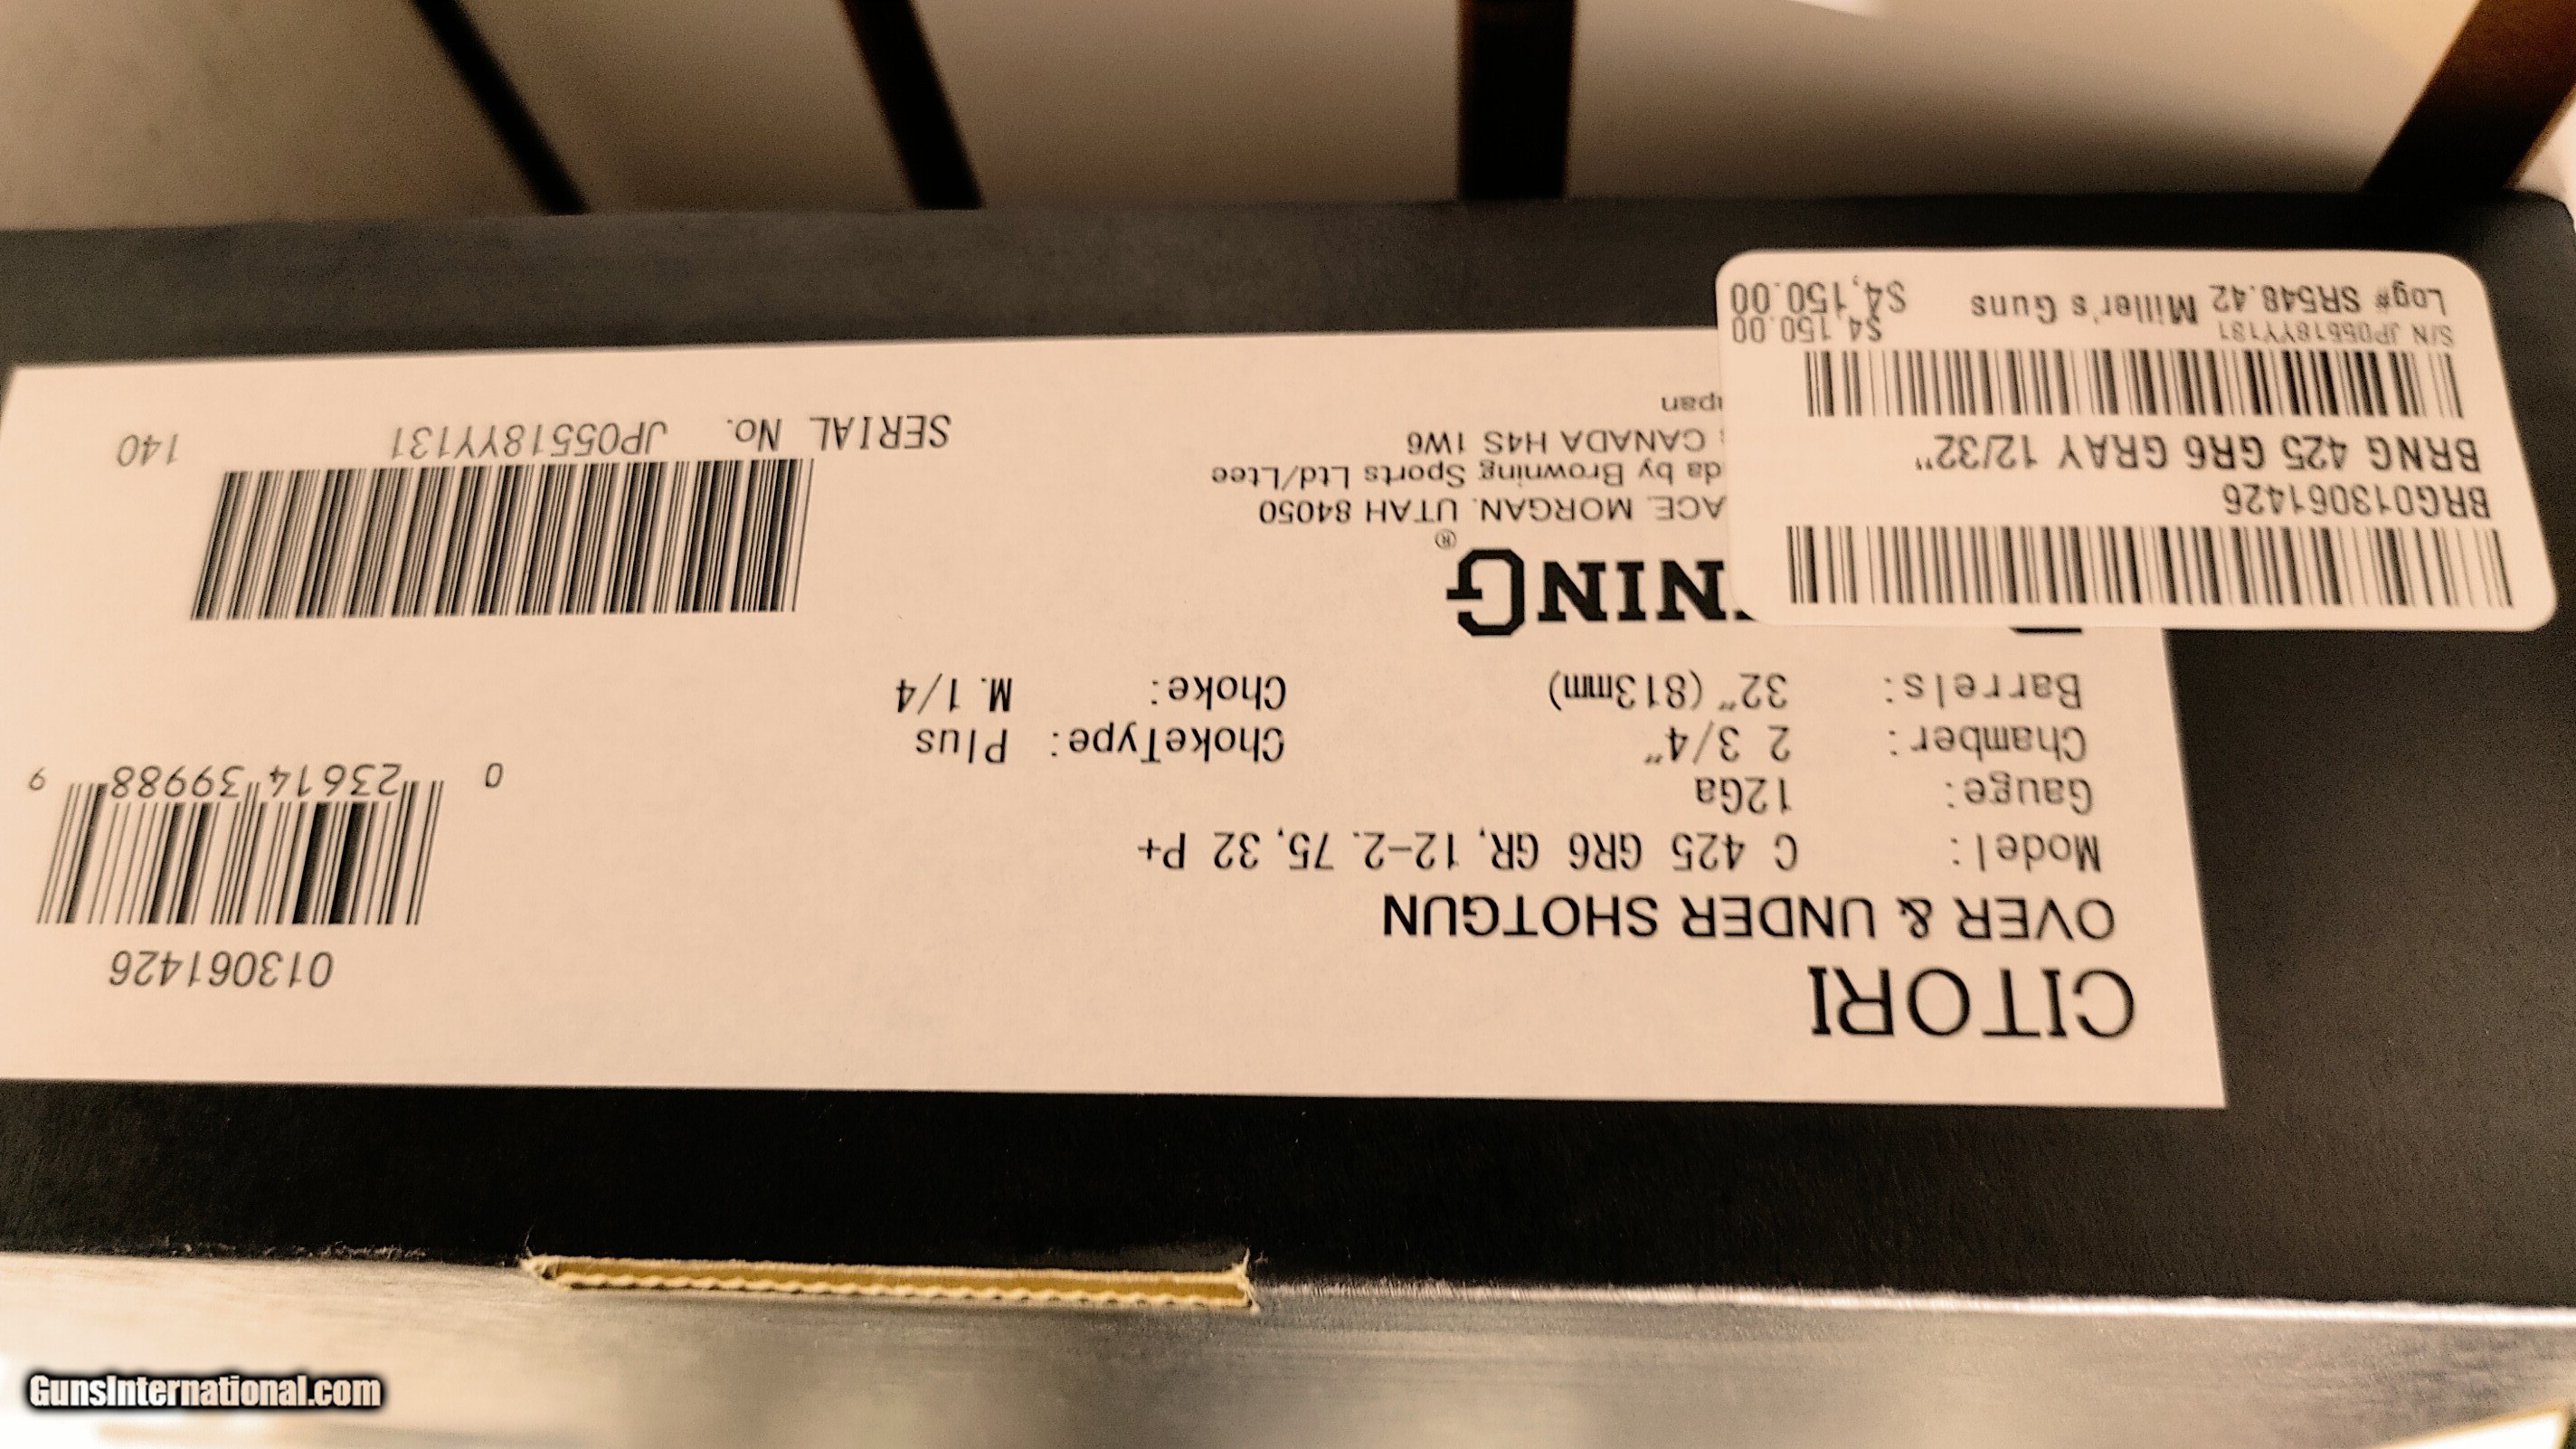 CITORI
OVER & UNDER SHOTGUN
Model: C 425 GR6 GR, 12-2. 75, 32 P+
Gauge: 12Ga
Chamber: 2 3/4" ChokeType: Plus
Barrels: 32" (813mm) Choke: M. 1/4
013061426
0 23614 39988 9
NING®
ACE. MORGAN. UTAH 84050
da by Browning Sports Ltd/Ltee
CANADA H4S 1W6
pan
SERIAL No. JP05518YY131 140
BRG013061426
BRNG 425 GR6 GRAY 12/32"
S/N JP05518YY131 $4,150.00
Log# SR548.42 Miller's Guns $4,150.00
GunsInternational.com